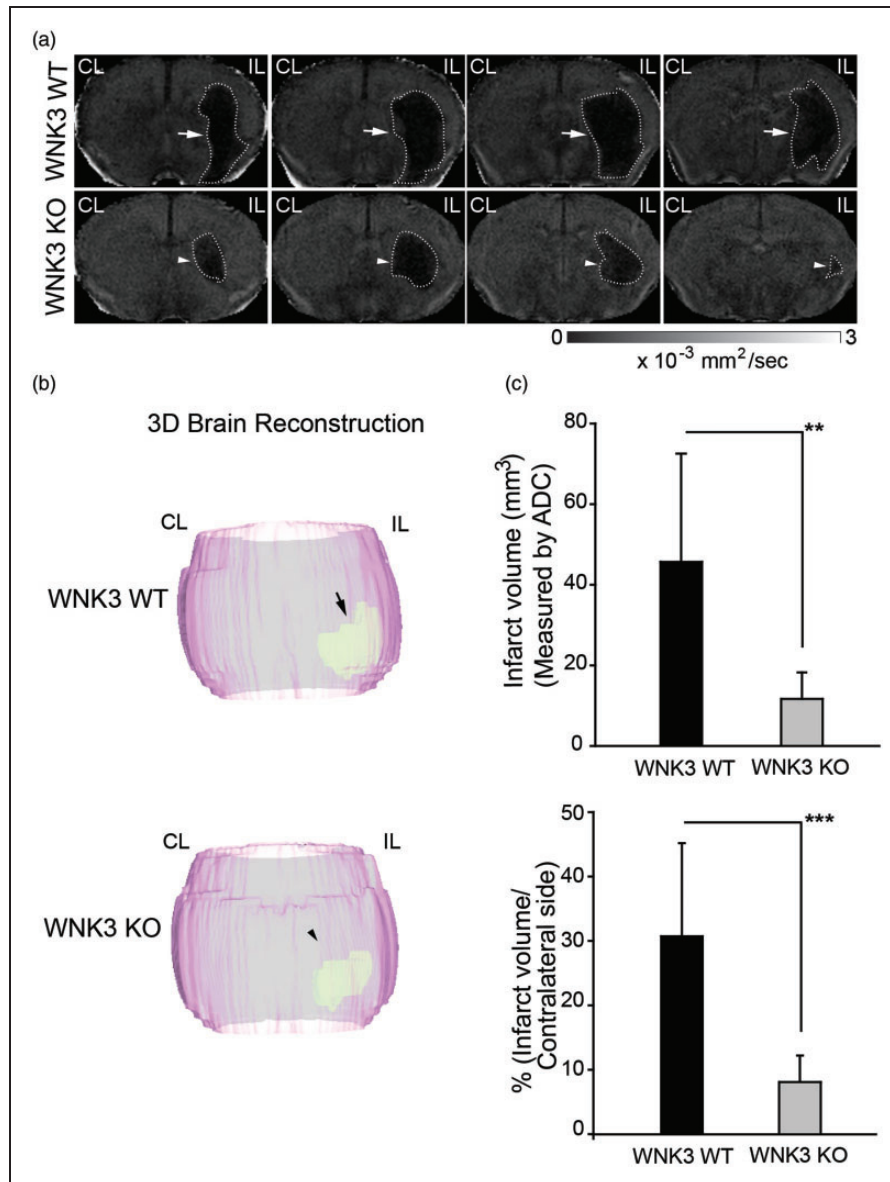 (a)
WNK3 WT
CL IL CL IL CL IL CL IL
WNK3 KO
CL IL CL IL CL IL CL IL
0 3
x 10⁻³ mm²/sec
(b)
3D Brain Reconstruction
CL IL
WNK3 WT
CL IL
WNK3 KO
(c)
Infarct volume (mm³)
(Measured by ADC)
80
60
40
20
0
**
WNK3 WT WNK3 KO
% (Infarct volume/
Contralateral side)
50
40
30
20
10
0
***
WNK3 WT WNK3 KO